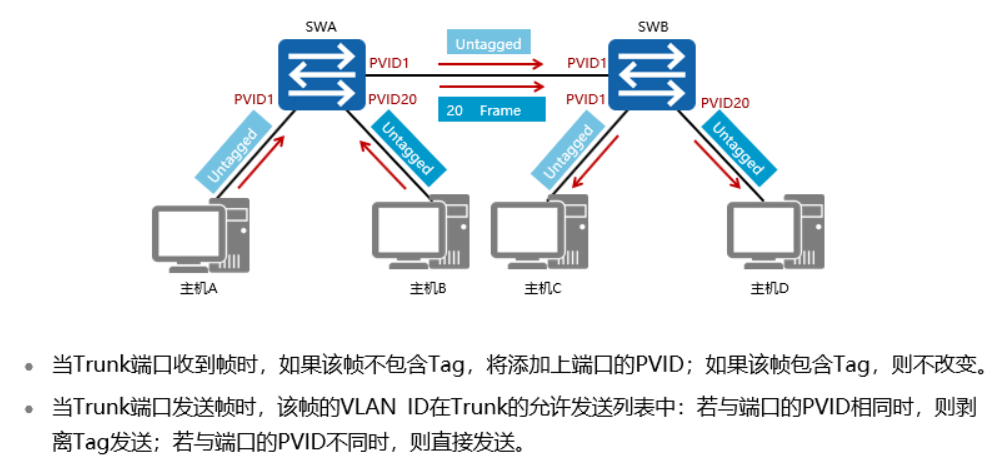 SWA
SWB
Untagged
PVID1
PVID1
PVID1
PVID20
20 Frame
PVID1
PVID20
Untagged
Untagged
Untagged
Untagged
主机A
主机B
主机C
主机D
当Trunk端口收到帧时，如果该帧不包含Tag，将添加上端口的PVID；如果该帧包含Tag，则不改变。
当Trunk端口发送帧时，该帧的VLAN ID在Trunk的允许发送列表中：若与端口的PVID相同时，则剥
离Tag发送；若与端口的PVID不同时，则直接发送。